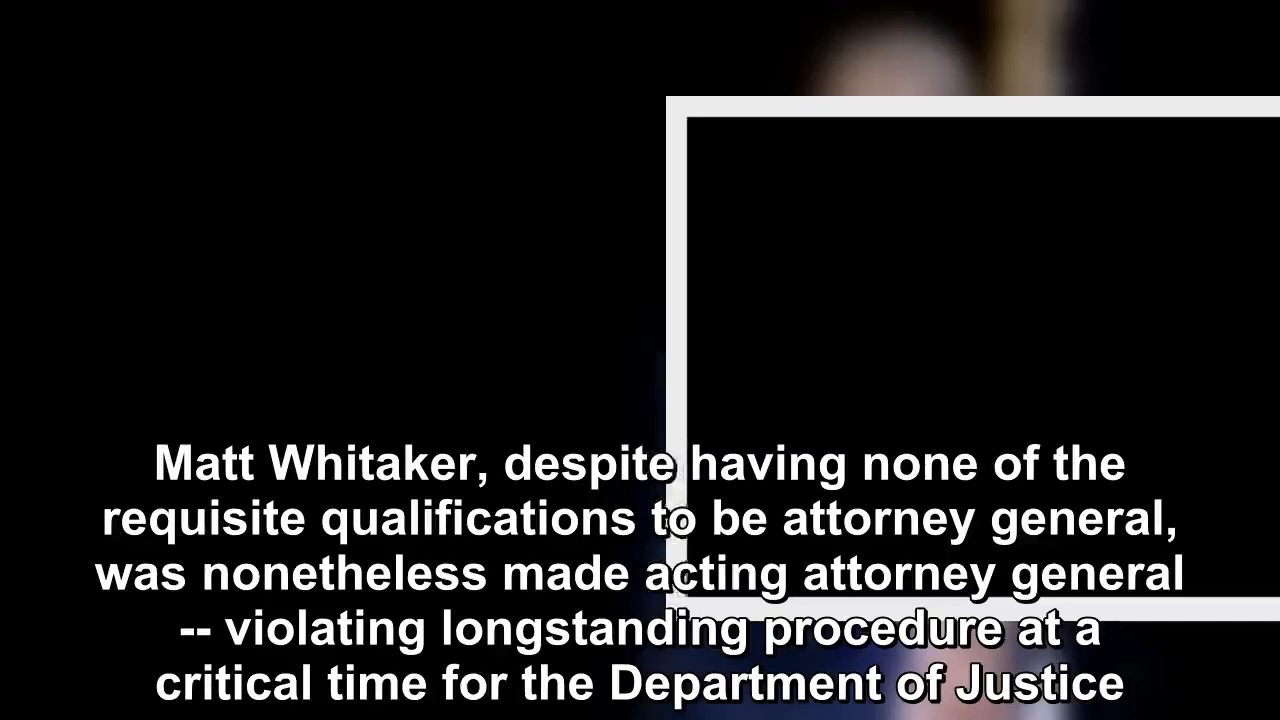 Matt Whitaker, despite having none of the
requisite qualifications to be attorney general,
was nonetheless made acting attorney general
-- violating longstanding procedure at a
critical time for the Department of Justice